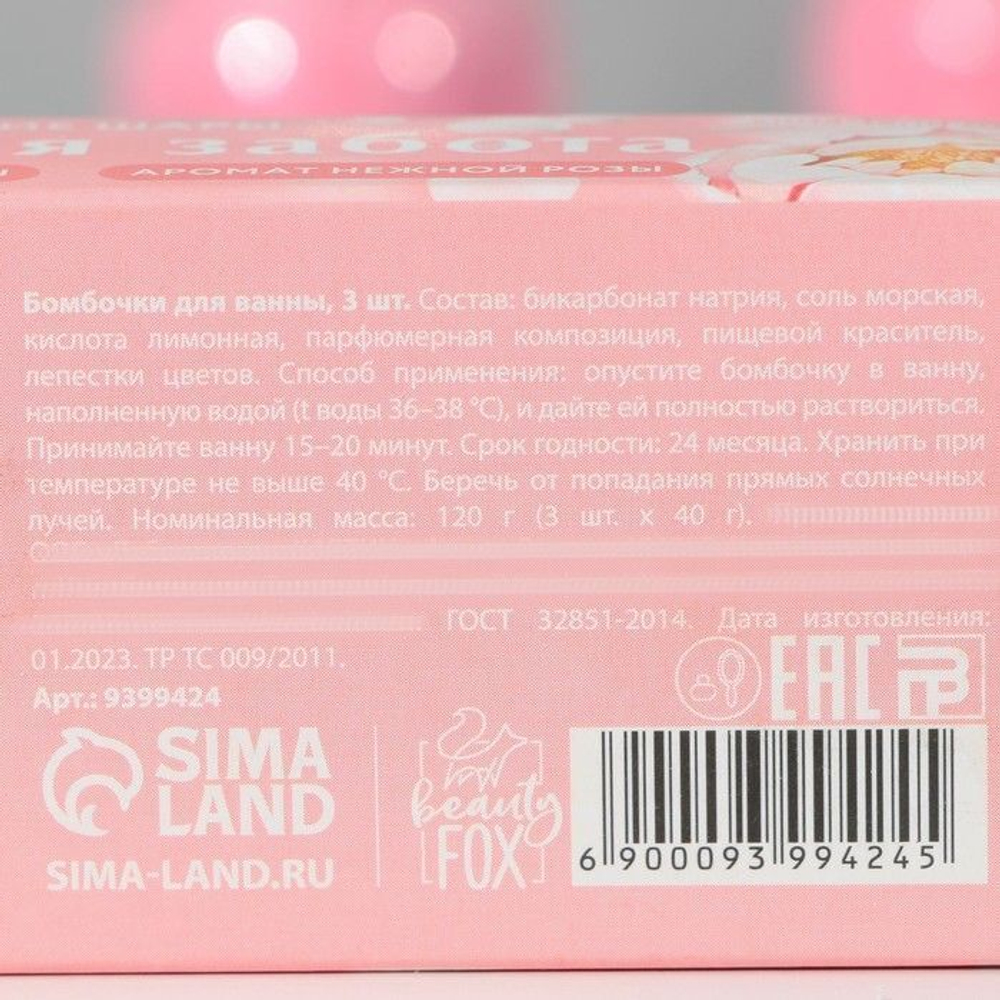 я забота
АРОМАТ НЕЖНОЙ РОЗЫ
Бомбочки для ванны, 3 шт. Состав: бикарбонат натрия, соль морская,
кислота лимонная, парфюмерная композиция, пищевой краситель,
лепестки цветов. Способ применения: опустите бомбочку в ванну,
наполненную водой (t воды 36–38 °С), и дайте ей полностью раствориться.
Принимайте ванну 15–20 минут. Срок годности: 24 месяца. Хранить при
температуре не выше 40 °С. Беречь от попадания прямых солнечных
лучей. Номинальная масса: 120 г (3 шт. х 40 г).
ГОСТ 32851-2014. Дата изготовления:
01.2023. ТР ТС 009/2011.
Арт.: 9399424
EAC
SIMA
LAND
SIMA-LAND.RU
beauty
FOX
6 900093 994245